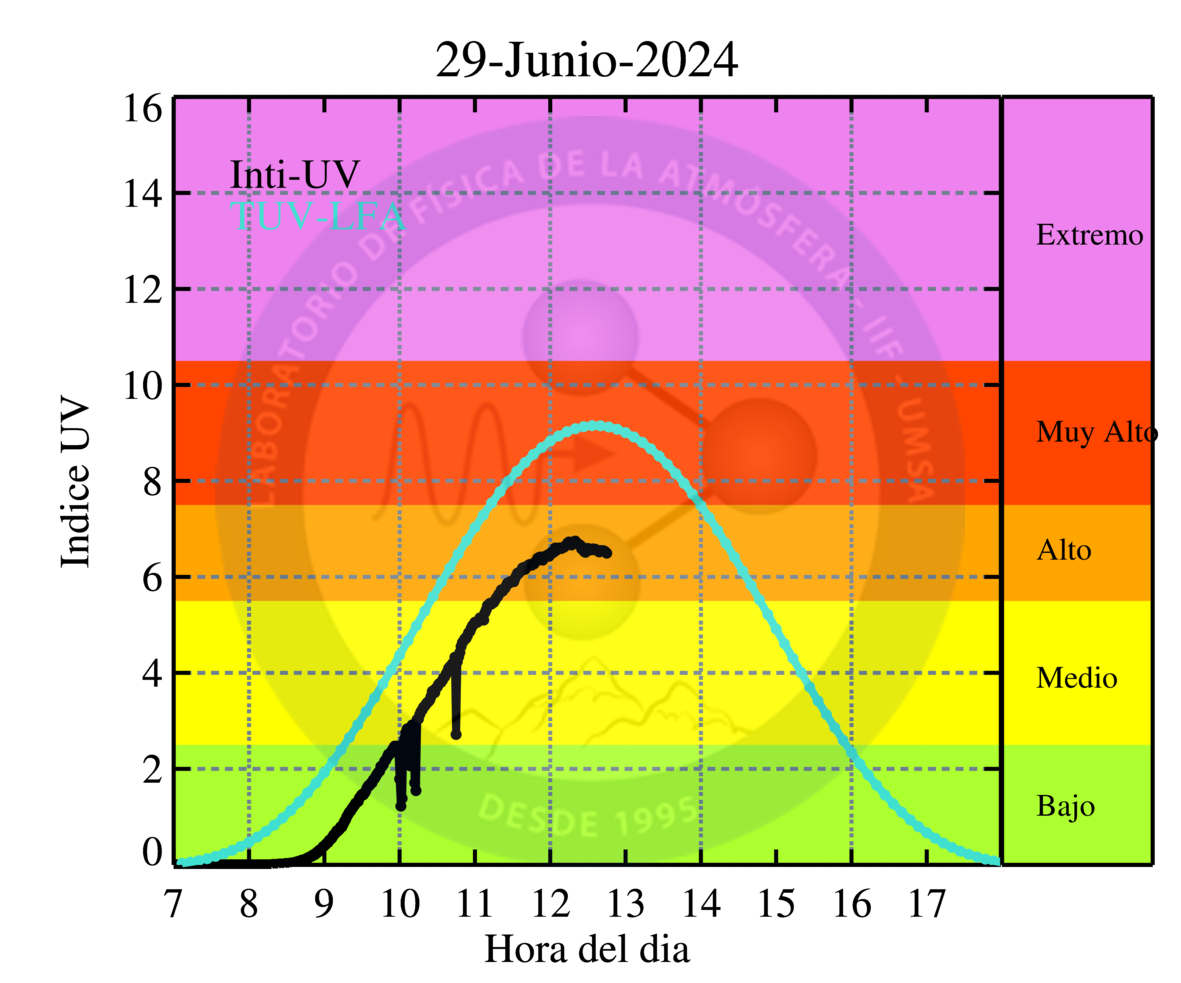 29-Junio-2024
Inti-UV
TUV-LFA
LABORATORIO DE FÍSICA DE LA ATMÓSFERA - IIF - UMSA
DESDE 1995
Indice UV
16
14
12
10
8
6
4
2
0
7 8 9 10 11 12 13 14 15 16 17
Hora del dia
Extremo
Muy Alto
Alto
Medio
Bajo